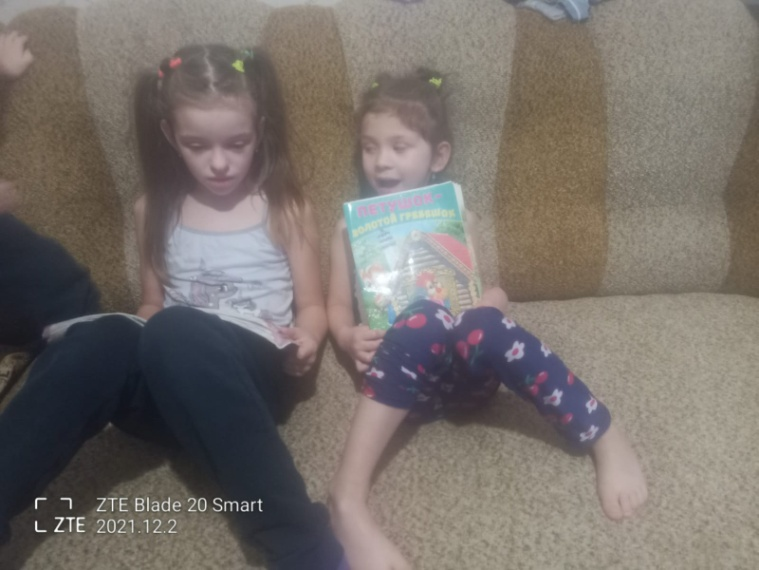 ПЕТУШОК-
ЗОЛОТОЙ ГРЕБЕШОК
ZTE Blade 20 Smart
ZTE
2021.12.2